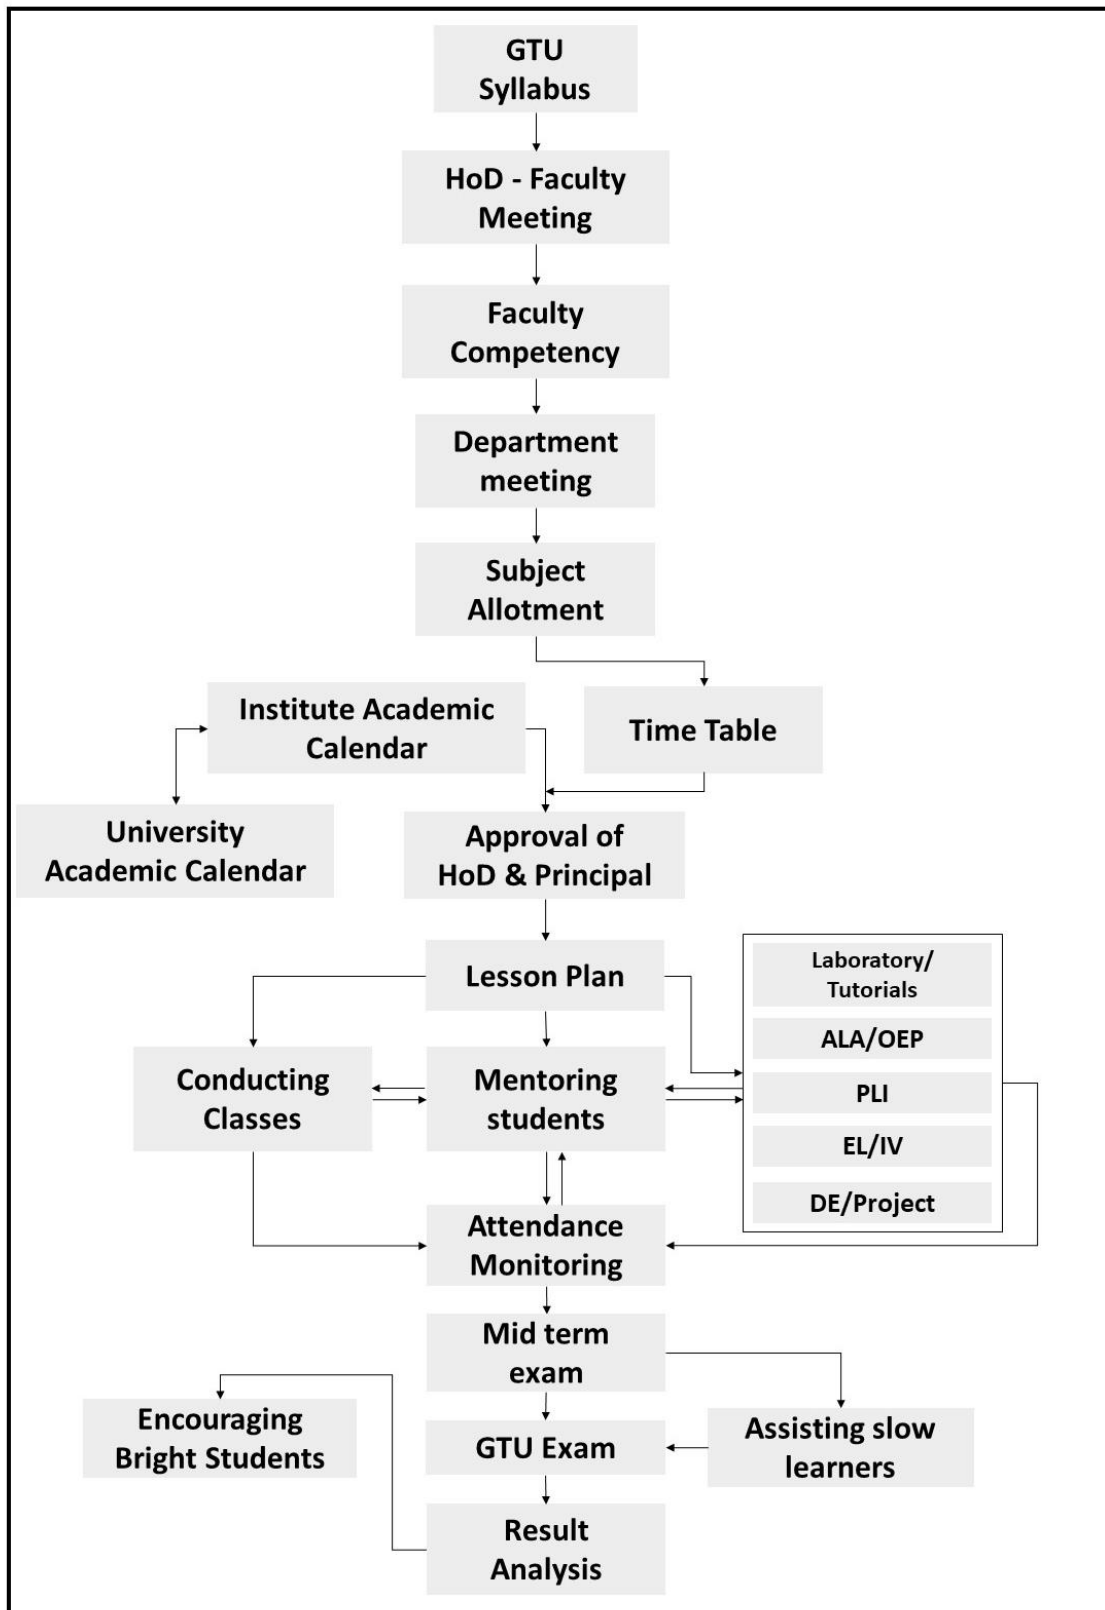 GTU
Syllabus
HoD - Faculty
Meeting
Faculty
Competency
Department
meeting
Subject
Allotment
Institute Academic
Calendar
Time Table
University
Academic Calendar
Approval of
HoD & Principal
Lesson Plan
Laboratory/
Tutorials
ALA/OEP
PLI
EL/IV
DE/Project
Conducting
Classes
Mentoring
students
Attendance
Monitoring
Mid term
exam
Encouraging
Bright Students
GTU Exam
Assisting slow
learners
Result
Analysis